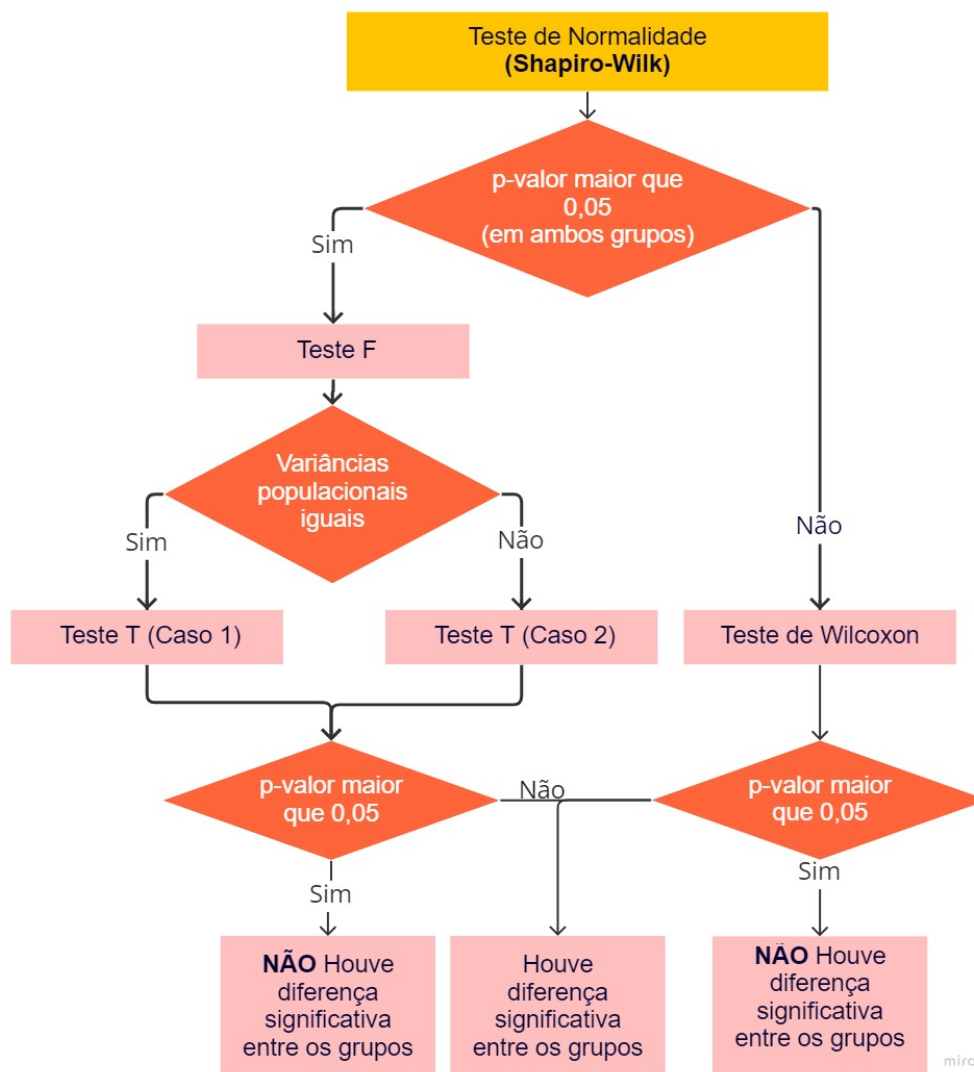 Teste de Normalidade
(Shapiro-Wilk)
p-valor maior que
0,05
(em ambos grupos)
Sim
Teste F
Variâncias
populacionais
iguais
Sim
Não
Não
Teste T (Caso 1)
Teste T (Caso 2)
Teste de Wilcoxon
p-valor maior
que 0,05
Não
p-valor maior
que 0,05
Sim
Sim
NÃO Houve
diferença
significativa
entre os grupos
Houve
diferença
significativa
entre os grupos
NÃO Houve
diferença
significativa
entre os grupos